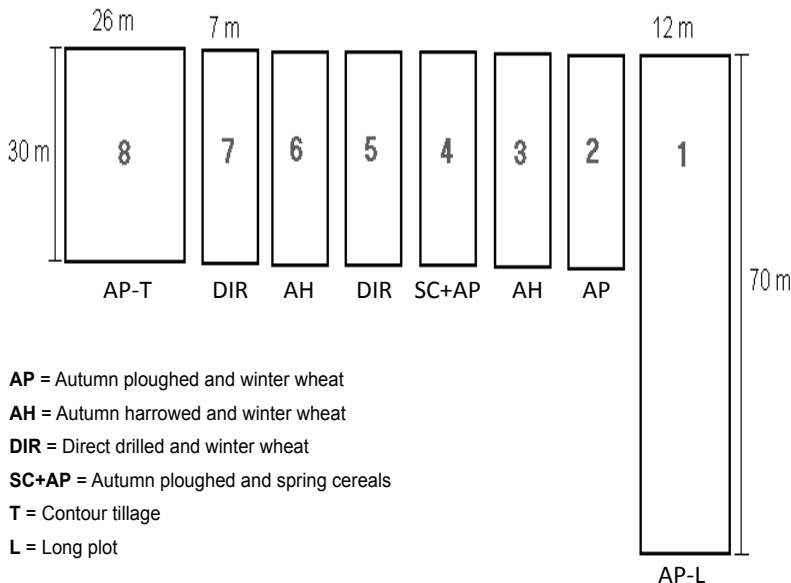 26 m 7 m 12 m
30 m 8 7 6 5 4 3 2 1
70 m
AP-T DIR AH DIR SC+AP AH AP
AP = Autumn ploughed and winter wheat
AH = Autumn harrowed and winter wheat
DIR = Direct drilled and winter wheat
SC+AP = Autumn ploughed and spring cereals
T = Contour tillage
L = Long plot
AP-L